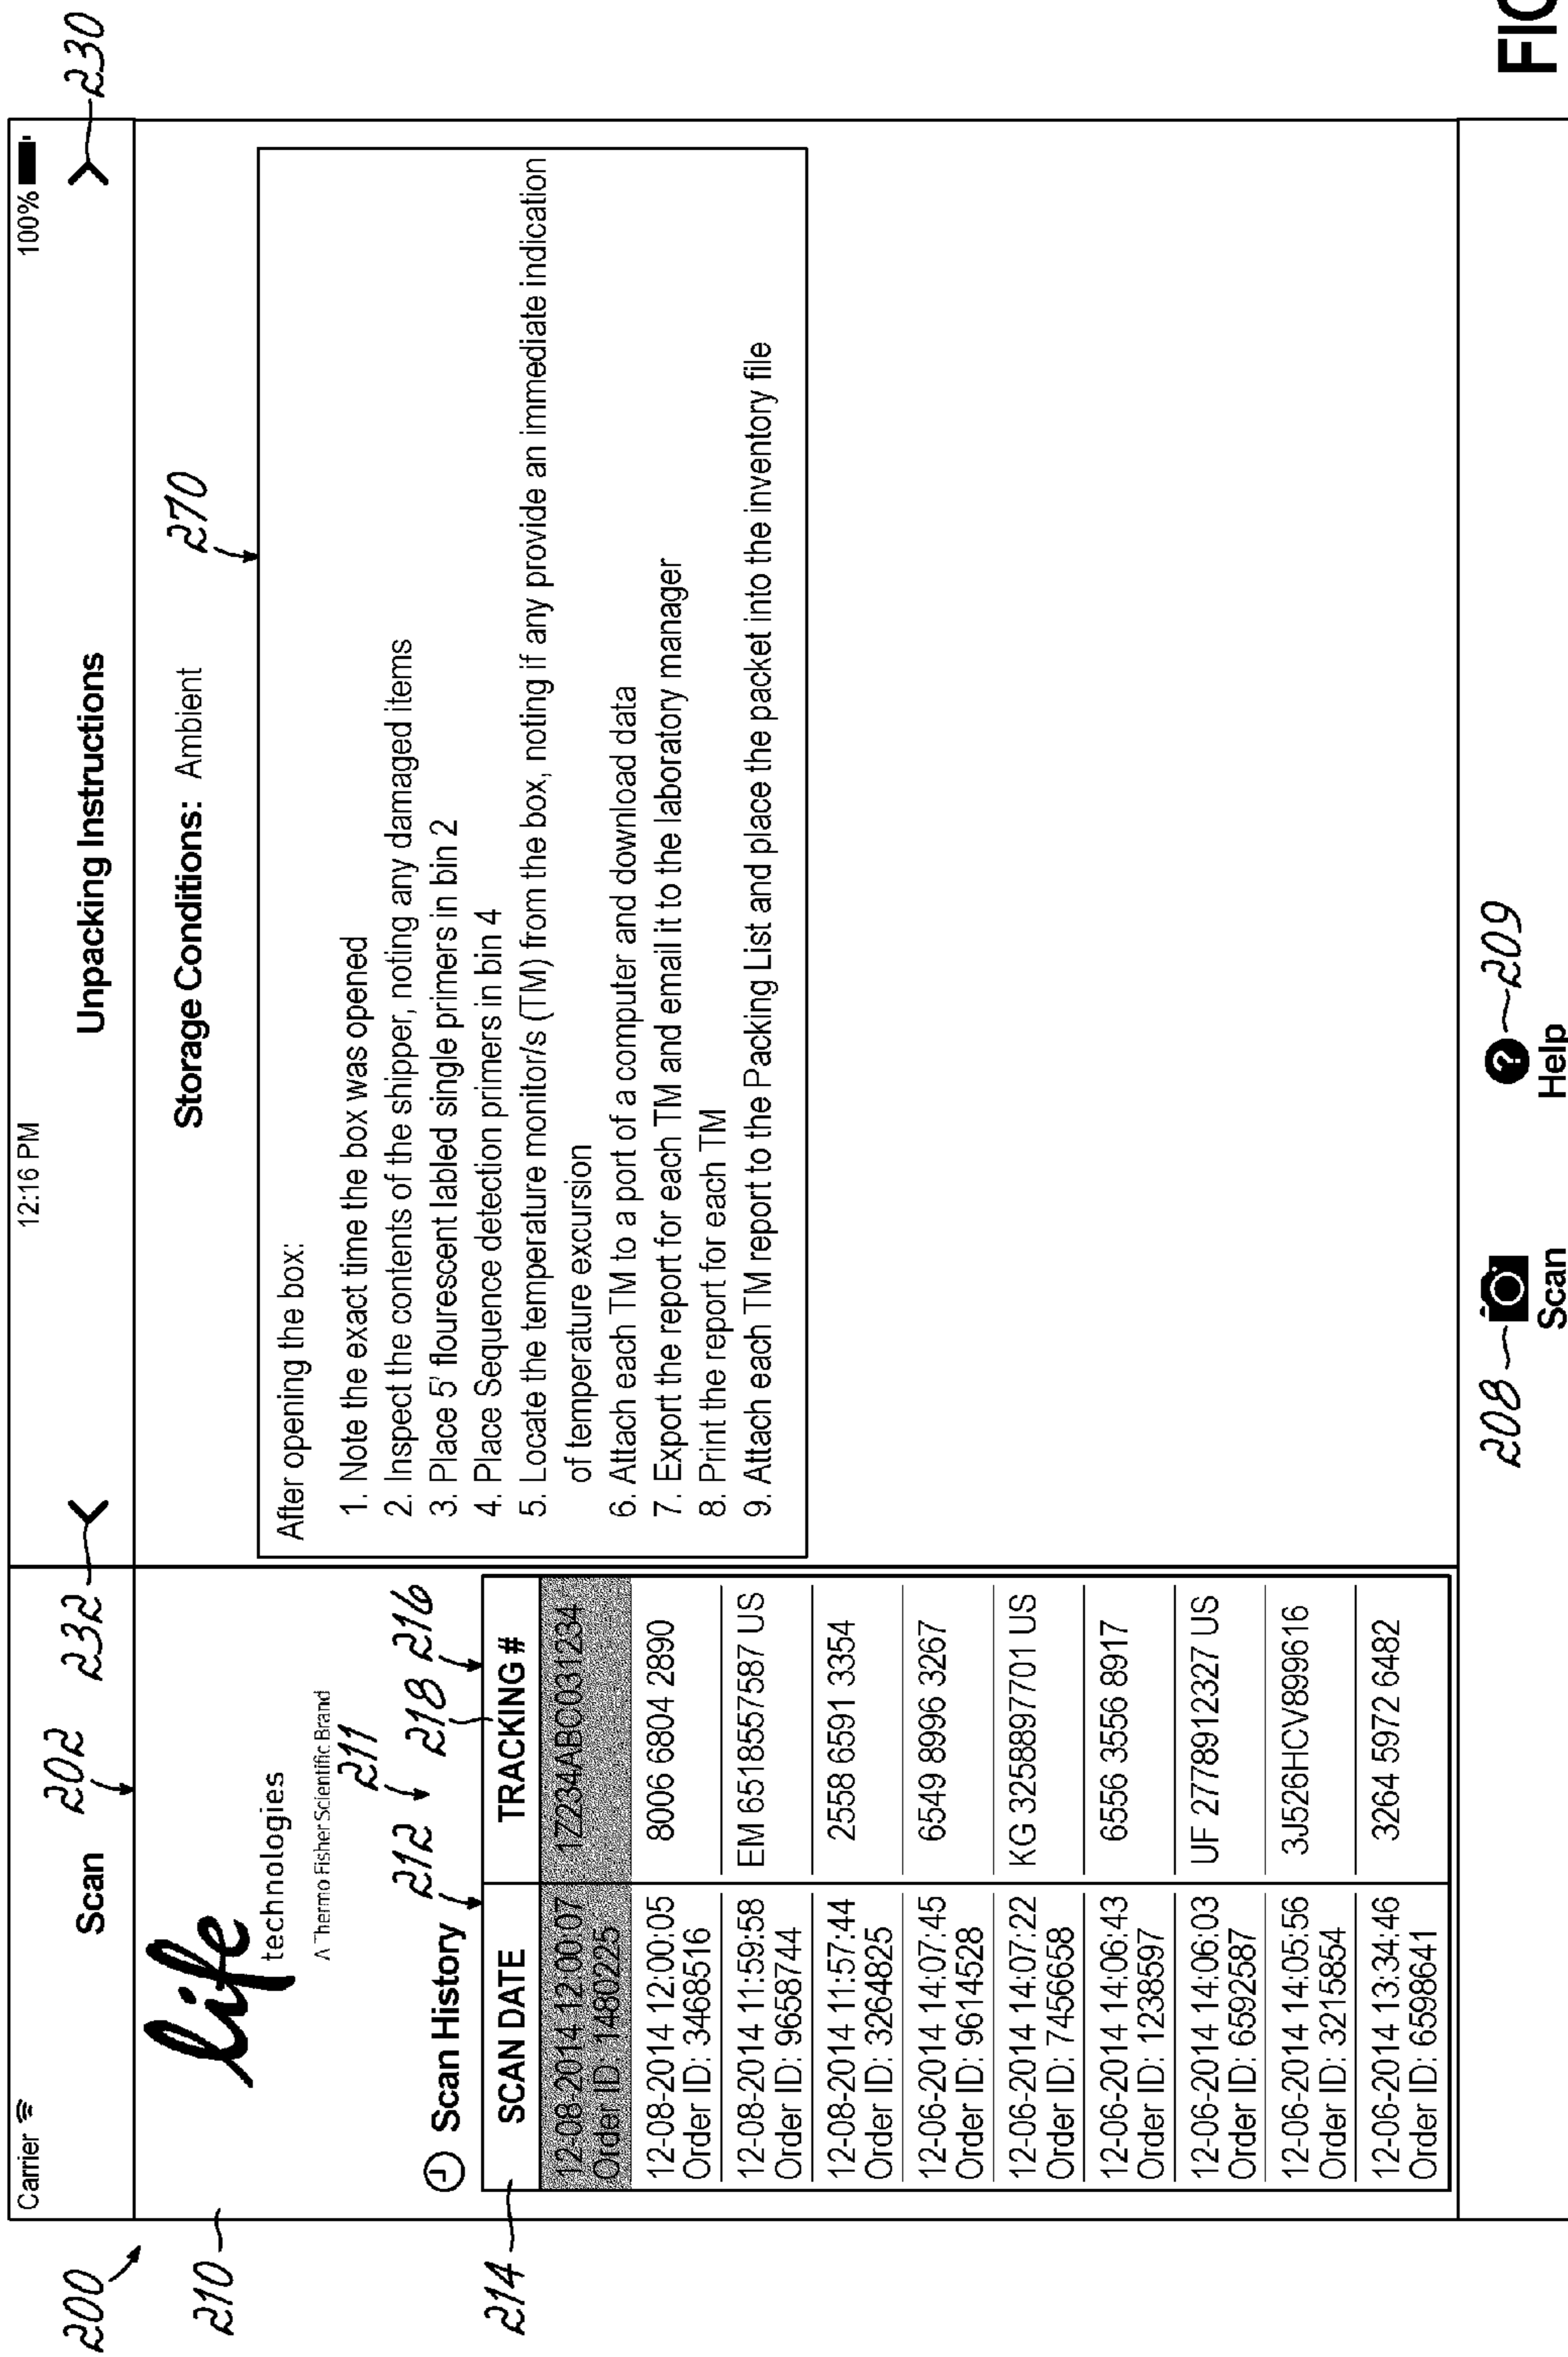 Carrier 12:16 PM 100%
200 202 232 230
Scan Unpacking Instructions
210
life
technologies
A Thermo Fisher Scientific Brand
211
212 218 216
Scan History
214
SCAN DATE TRACKING #
12-08-2014 12:00:07 1Z234ABC031234
Order ID: 1480225
12-08-2014 12:00:05 8006 6804 2890
Order ID: 3468516
12-08-2014 11:59:58 EM 6518557587 US
Order ID: 9658744
12-08-2014 11:57:44 2558 6591 3354
Order ID: 3264825
12-06-2014 14:07:45 6549 8996 3267
Order ID: 9614528
12-06-2014 14:07:22 KG 3258897701 US
Order ID: 7456658
12-06-2014 14:06:43 6556 3556 8917
Order ID: 1238597
12-06-2014 14:06:03 UF 2778912327 US
Order ID: 6592587
12-06-2014 14:05:56 3J526HCV899616
Order ID: 3215854
12-06-2014 13:34:46 3264 5972 6482
Order ID: 6598641
Storage Conditions: Ambient
270
After opening the box:
1. Note the exact time the box was opened
2. Inspect the contents of the shipper, noting any damaged items
3. Place 5' flourescent labled single primers in bin 2
4. Place Sequence detection primers in bin 4
5. Locate the temperature monitor/s (TM) from the box, noting if any provide an immediate indication
of temperature excursion
6. Attach each TM to a port of a computer and download data
7. Export the report for each TM and email it to the laboratory manager
8. Print the report for each TM
9. Attach each TM report to the Packing List and place the packet into the inventory file
208 209
Scan Help